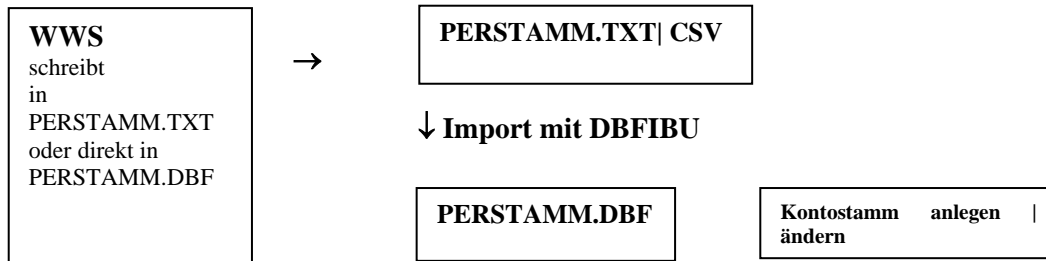 WWS
schreibt
in
PERSTAMM.TXT
oder direkt in
PERSTAMM.DBF
→
PERSTAMM.TXT| CSV
↓ Import mit DBFIBU
PERSTAMM.DBF
Kontostamm anlegen |
ändern